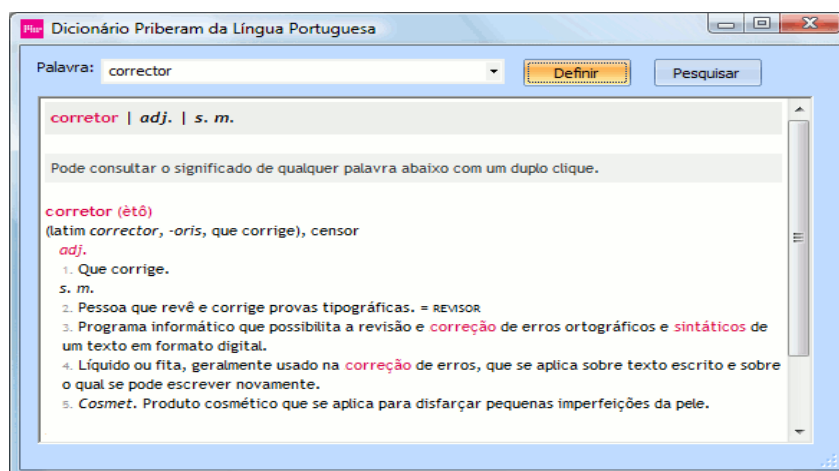 Dicionário Priberam da Língua Portuguesa
Palavra: corrector Definir Pesquisar
corretor | adj. | s. m.
Pode consultar o significado de qualquer palavra abaixo com um duplo clique.
corretor (ètô)
(latim corrector, -oris, que corrige), censor
adj.
1. Que corrige.
s. m.
2. Pessoa que revê e corrige provas tipográficas. = REVISOR
3. Programa informático que possibilita a revisão e correção de erros ortográficos e sintáticos de
um texto em formato digital.
4. Líquido ou fita, geralmente usado na correção de erros, que se aplica sobre texto escrito e sobre
o qual se pode escrever novamente.
5. Cosmet. Produto cosmético que se aplica para disfarçar pequenas imperfeições da pele.